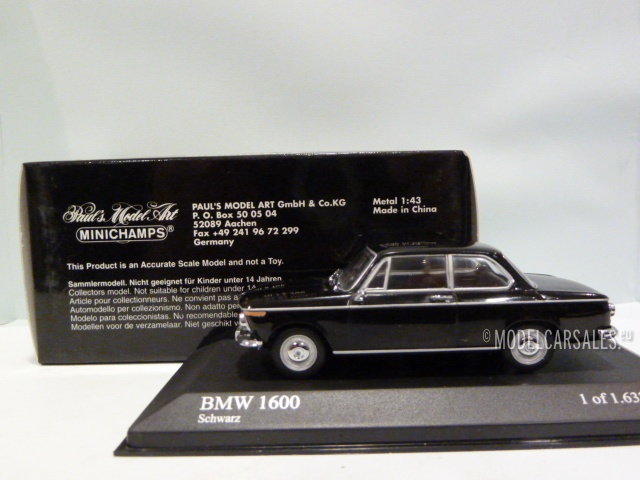 Paul's Model Art
MINICHAMPS®
PAUL'S MODEL ART GmbH & Co.KG
P. O. Box 50 05 04
52089 Aachen
Fax +49 241 96 72 299
Germany
Metal 1:43
Made in China
This Product is an Accurate Scale Model and not a Toy.
Sammlermodell. Nicht geeignet für Kinder unter 14 Jahren
Collectors model. Not suitable for children under 14
Article pour collectionneurs. Ne convient pas à
Automodello per collezionismo. Non adatto per
Modelo para coleccionistas. No recomendable
Modellen voor de verzamelaar. Niet geschikt
© MODELCARSALES.eu
BMW 1600
Schwarz
1 of 1.63